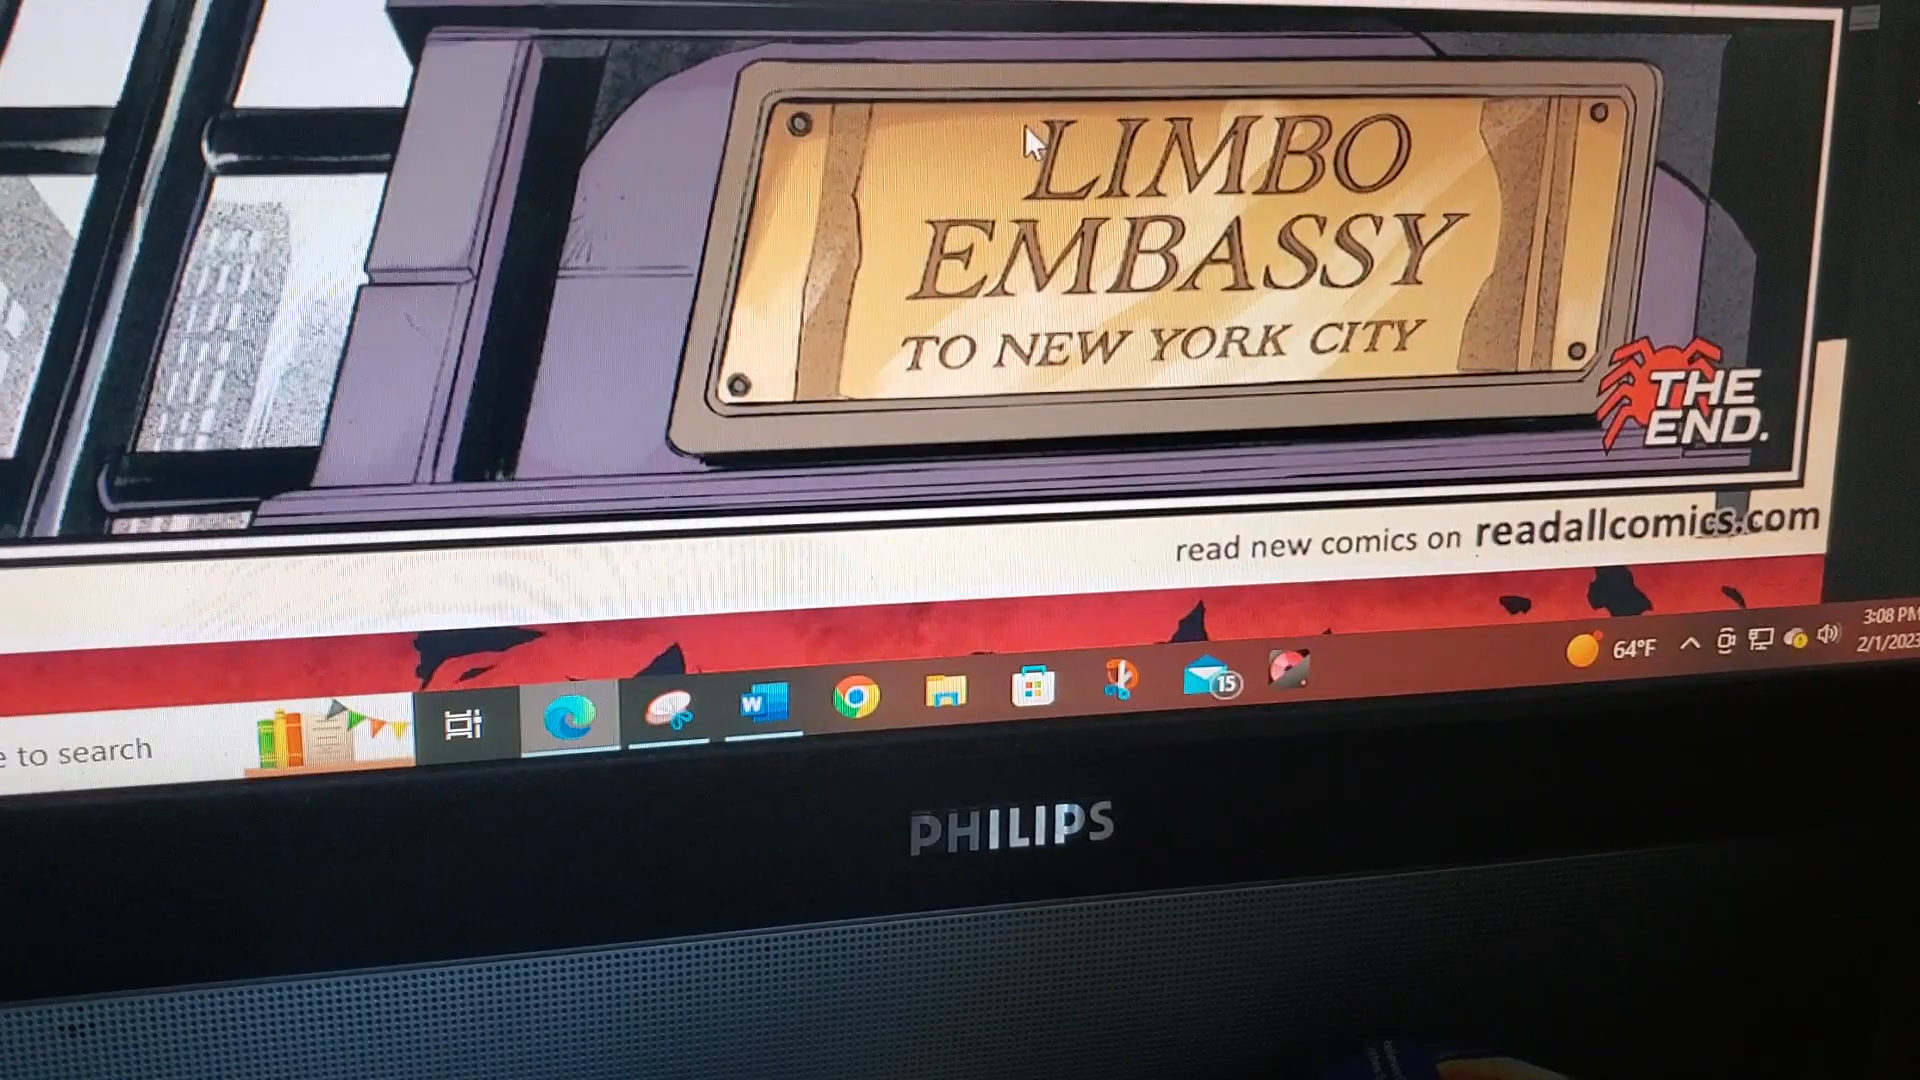 LIMBO
EMBASSY
TO NEW YORK CITY
THE
END.
read new comics on readallcomics.com
3:08 PM
64°F
2/1/2023
15
W
e to search
PHILIPS